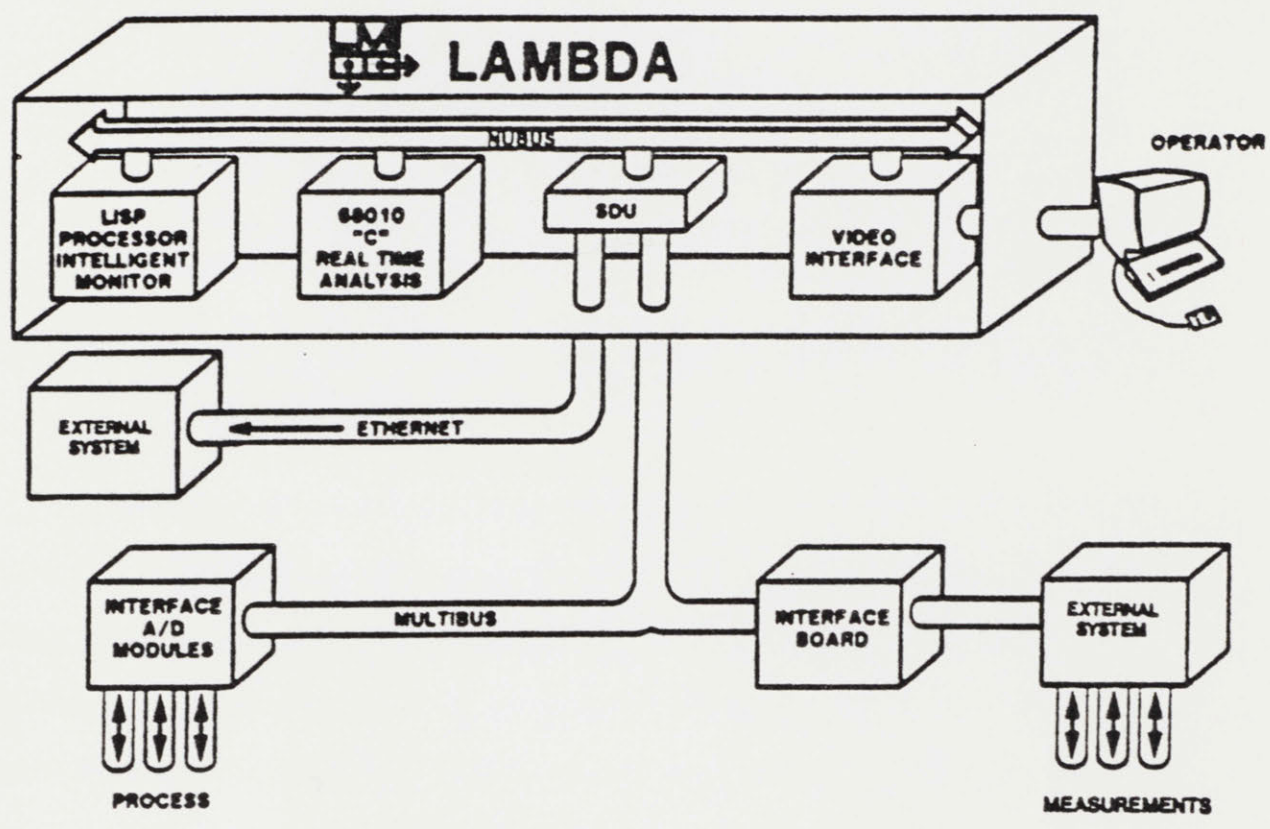 LAMBDA
NUBUS
OPERATOR
LISP
PROCESSOR
INTELLIGENT
MONITOR
68010
"C"
REAL TIME
ANALYSIS
SDU
VIDEO
INTERFACE
EXTERNAL
SYSTEM
ETHERNET
INTERFACE
A/D
MODULES
MULTIBUS
INTERFACE
BOARD
EXTERNAL
SYSTEM
PROCESS
MEASUREMENTS